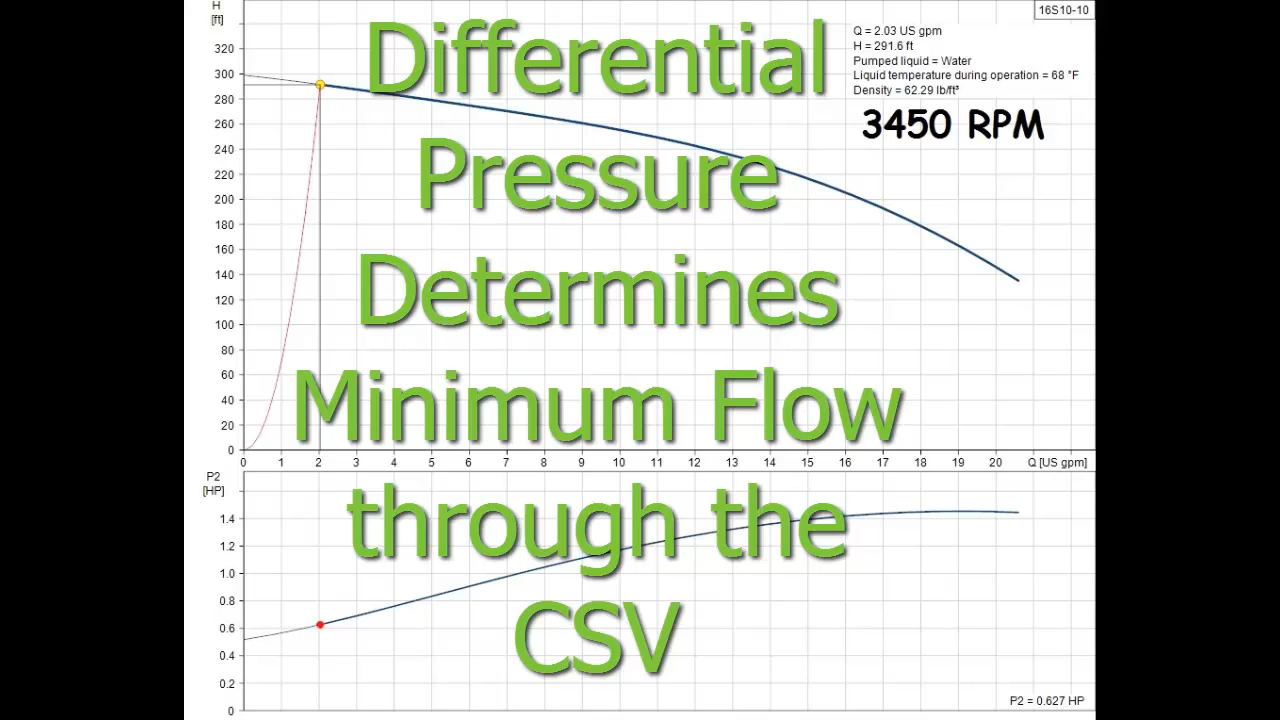 H
[ft]
16S10-10
Q = 2.03 US gpm
H = 291.6 ft
Pumped liquid = Water
Liquid temperature during operation = 68 °F
Density = 62.29 lb/ft³
3450 RPM
Differential
Pressure
Determines
Minimum Flow
through the
CSV
320
300
280
260
240
220
200
180
160
140
120
100
80
60
40
20
0
0 1 2 3 4 5 6 7 8 9 10 11 12 13 14 15 16 17 18 19 20 Q [US gpm]
P2
[HP]
1.4
1.2
1.0
0.8
0.6
0.4
0.2
0
P2 = 0.627 HP